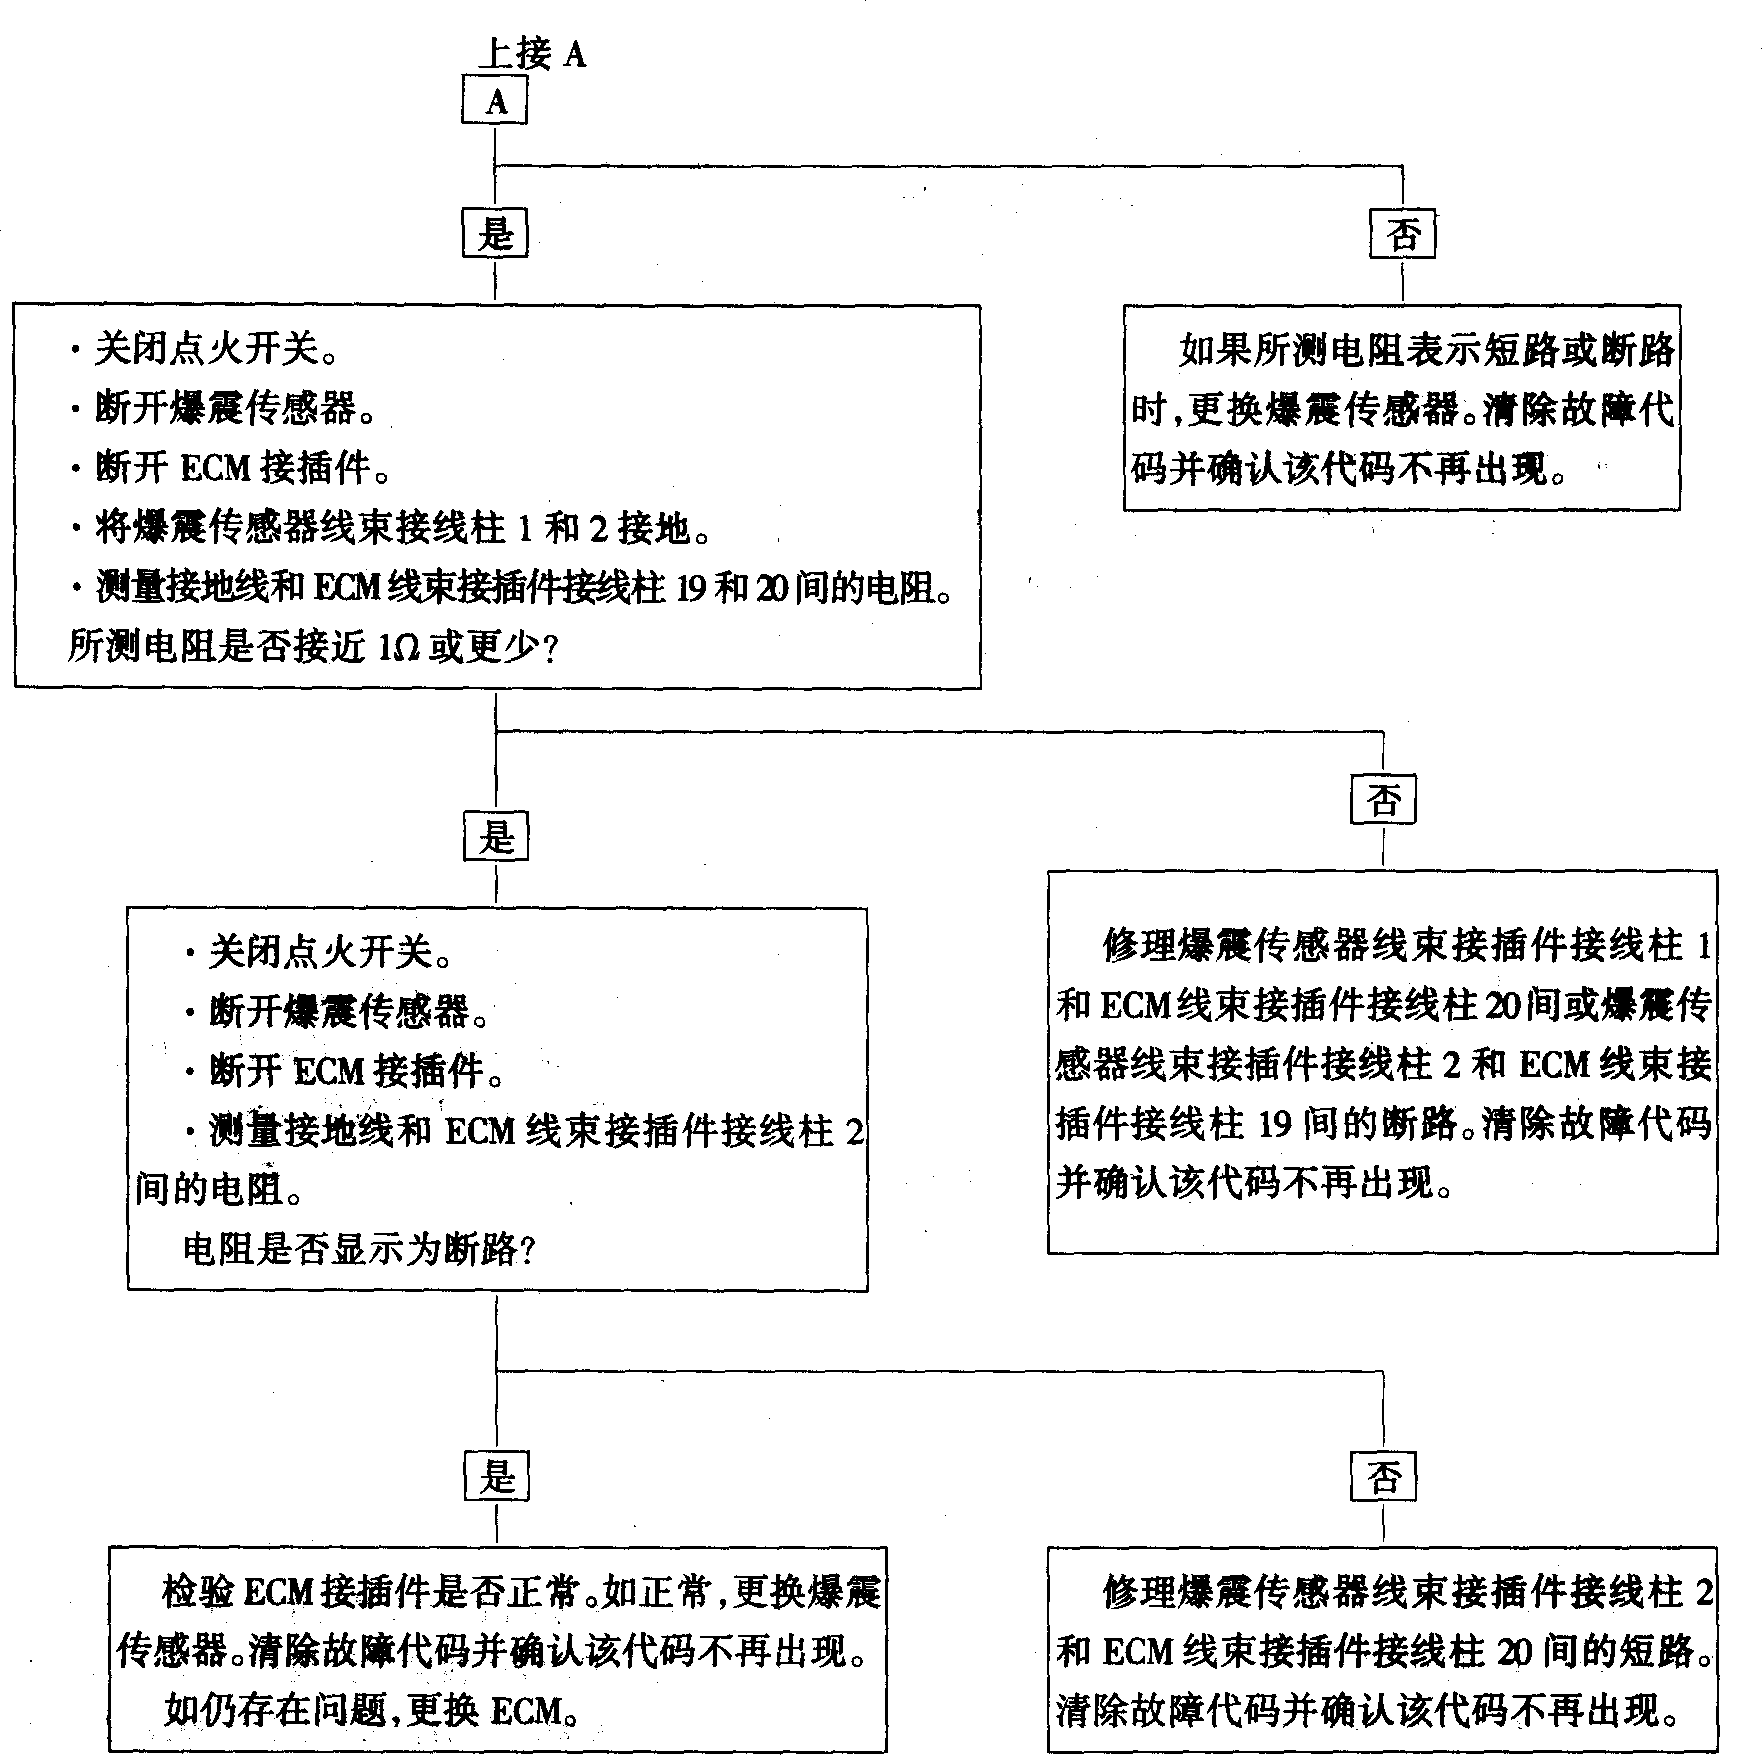 上接 A
A
是
否
·关闭点火开关。
·断开爆震传感器。
·断开 ECM 接插件。
·将爆震传感器线束接线柱 1 和 2 接地。
·测量接地线和 ECM 线束接插件接线柱 19 和 20 间的电阻。
所测电阻是否接近 1Ω 或更少?
如果所测电阻表示短路或断路
时,更换爆震传感器。清除故障代
码并确认该代码不再出现。
是
否
·关闭点火开关。
·断开爆震传感器。
·断开 ECM 接插件。
·测量接地线和 ECM 线束接插件接线柱 2
间的电阻。
电阻是否显示为断路?
修理爆震传感器线束接插件接线柱 1
和 ECM 线束接插件接线柱 20 间或爆震传
感器线束接插件接线柱 2 和 ECM 线束接
插件接线柱 19 间的断路。清除故障代码
并确认该代码不再出现。
是
否
检验 ECM 接插件是否正常。如正常,更换爆震
传感器。清除故障代码并确认该代码不再出现。
如仍存在问题,更换 ECM。
修理爆震传感器线束接插件接线柱 2
和 ECM 线束接插件接线柱 20 间的短路。
清除故障代码并确认该代码不再出现。